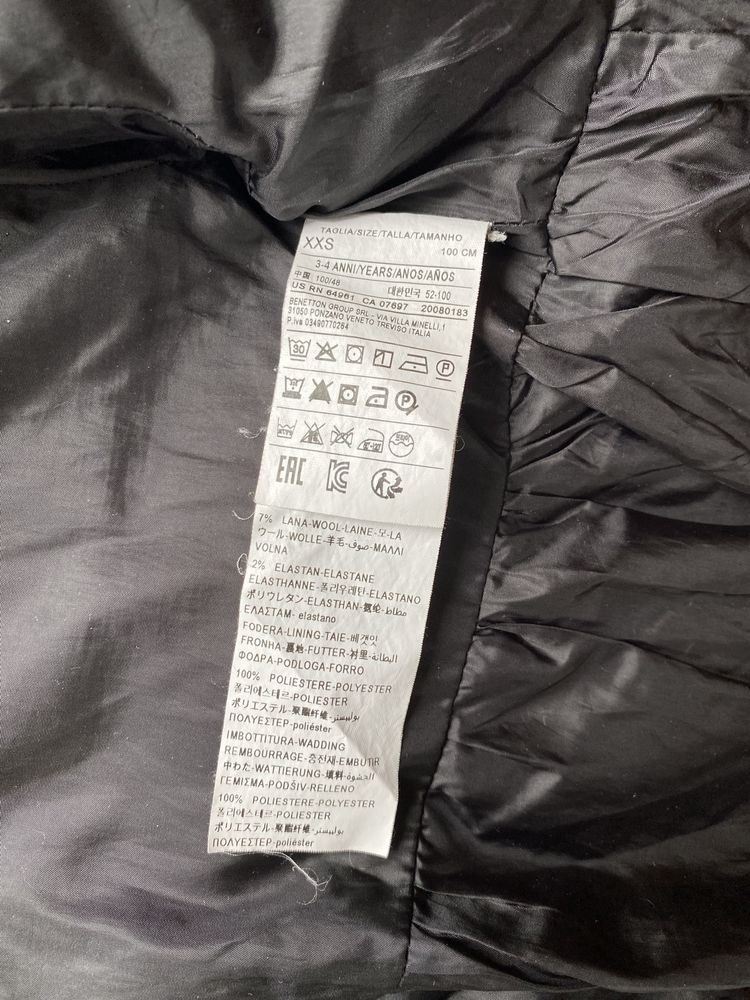 TAGLIA/SIZE/TALLA/TAMANHO
XXS 100 CM
3-4 ANNI/YEARS/ANOS/AÑOS
中国 100/48 대한민국 52-100
US RN 64961 CA 07697 20080183
BENETTON GROUP SRL - VIA VILLA MINELLI,1
31050 PONZANO VENETO TREVISO ITALIA
P.Iva 03490770264
30 P
EAC
7% LANA-WOOL-LAINE-모-LA
ウール-WOLLE-羊毛-صوف-ΜΑΛΛΙ
VOLNA
2% ELASTAN-ELASTANE
ELASTHANNE-폴리우레탄-ELASTANO
ポリウレタン-ELASTHAN-氨纶-مطاط
ΕΛΑΣΤΑΜ- elastano
FODERA-LINING-TAIE-베갯잇
FRONHA-裏地-FUTTER-衬里-البطانة
ΦΟΔΡΑ-PODLOGA-FORRO
100% POLIESTERE-POLYESTER
폴리에스테르-POLIESTER
ポリエステル-聚酯纤维-بوليستر
ΠΟΛΥΕΣΤΕΡ-poliéster
IMBOTTITURA-WADDING
REMBOURRAGE-충전재-EMBUTIR
中わた-WATTIERUNG-填料-الحشوة
ΓΕΜΙΣΜΑ-PODŠIV-RELLENO
100% POLIESTERE-POLYESTER
폴리에스테르-POLIESTER
ポリエステル-聚酯纤维-بوليستر
ΠΟΛΥΕΣΤΕΡ-poliéster